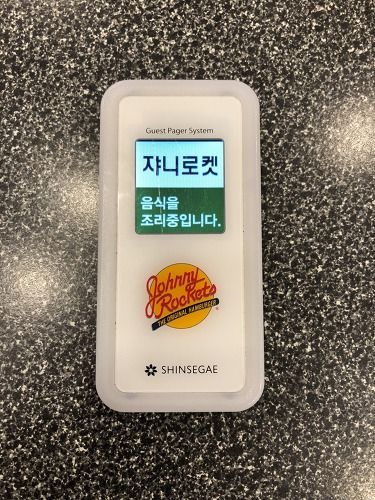 Guest Pager System
쟈니로켓
음식을
조리중입니다.
Johnny
Rockets
THE ORIGINAL HAMBURGER
®
SHINSEGAE